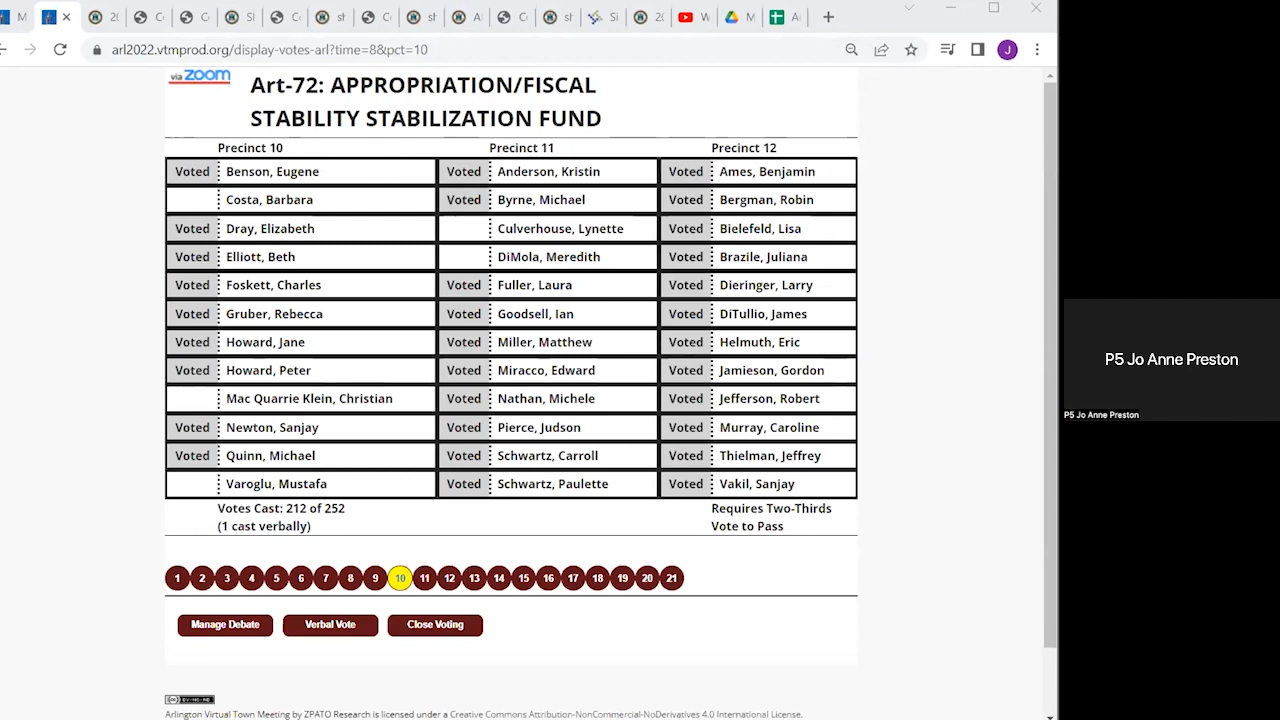 arl2022.vtmprod.org/display-votes-arl?time=8&pct=10
J
via zoom
Art-72: APPROPRIATION/FISCAL
STABILITY STABILIZATION FUND
Precinct 10 Precinct 11 Precinct 12
Voted Benson, Eugene Voted Anderson, Kristin Voted Ames, Benjamin
Costa, Barbara Voted Byrne, Michael Voted Bergman, Robin
Voted Dray, Elizabeth Culverhouse, Lynette Voted Bielefeld, Lisa
Voted Elliott, Beth DiMola, Meredith Voted Brazile, Juliana
Voted Foskett, Charles Voted Fuller, Laura Voted Dieringer, Larry
Voted Gruber, Rebecca Voted Goodsell, Ian Voted DiTullio, James
Voted Howard, Jane Voted Miller, Matthew Voted Helmuth, Eric
Voted Howard, Peter Voted Miracco, Edward Voted Jamieson, Gordon
Mac Quarrie Klein, Christian Voted Nathan, Michele Voted Jefferson, Robert
Voted Newton, Sanjay Voted Pierce, Judson Voted Murray, Caroline
Voted Quinn, Michael Voted Schwartz, Carroll Voted Thielman, Jeffrey
Varoglu, Mustafa Voted Schwartz, Paulette Voted Vakil, Sanjay
Votes Cast: 212 of 252 Requires Two-Thirds
(1 cast verbally) Vote to Pass
1 2 3 4 5 6 7 8 9 10 11 12 13 14 15 16 17 18 19 20 21
Manage Debate Verbal Vote Close Voting
Arlington Virtual Town Meeting by ZPATO Research is licensed under a Creative Commons Attribution-NonCommercial-NoDerivatives 4.0 International License.
P5 Jo Anne Preston
P5 Jo Anne Preston